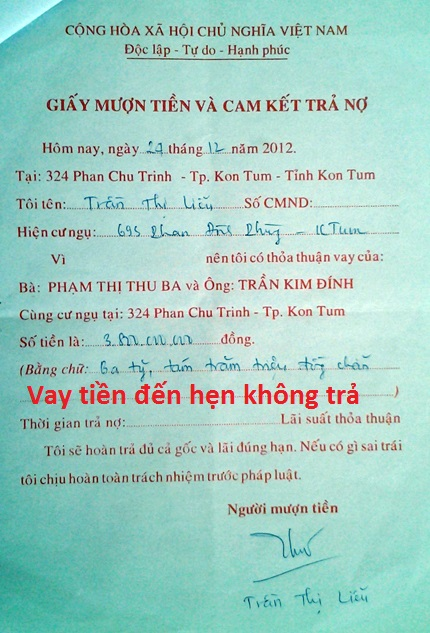 CỘNG HÒA XÃ HỘI CHỦ NGHĨA VIỆT NAM
Độc lập - Tự do - Hạnh phúc
GIẤY MƯỢN TIỀN VÀ CAM KẾT TRẢ NỢ
Hôm nay, ngày 27 tháng 12 năm 2012.
Tại: 324 Phan Chu Trinh - Tp. Kon Tum - Tỉnh Kon Tum
Tôi tên: Trần Thị Liễu Số CMND:
Hiện cư ngụ: 695 Phan Đình Phùng - KTum
Vì nên tôi có thỏa thuận vay của:
Bà: PHẠM THỊ THU BA và Ông: TRẦN KIM ĐÍNH
Cùng cư ngụ tại: 324 Phan Chu Trinh - Tp. Kon Tum
Số tiền là: 3.800.000.000 đồng.
(Bằng chữ: Ba tỷ, tám trăm triệu, đồng chẵn
Vay tiền đến hẹn không trả )
Thời gian trả nợ: Lãi suất thỏa thuận
Tôi sẽ hoàn trả đủ cả gốc và lãi đúng hạn. Nếu có gì sai trái
tôi chịu hoàn toàn trách nhiệm trước pháp luật.
Người mượn tiền
Trần Thị Liễu